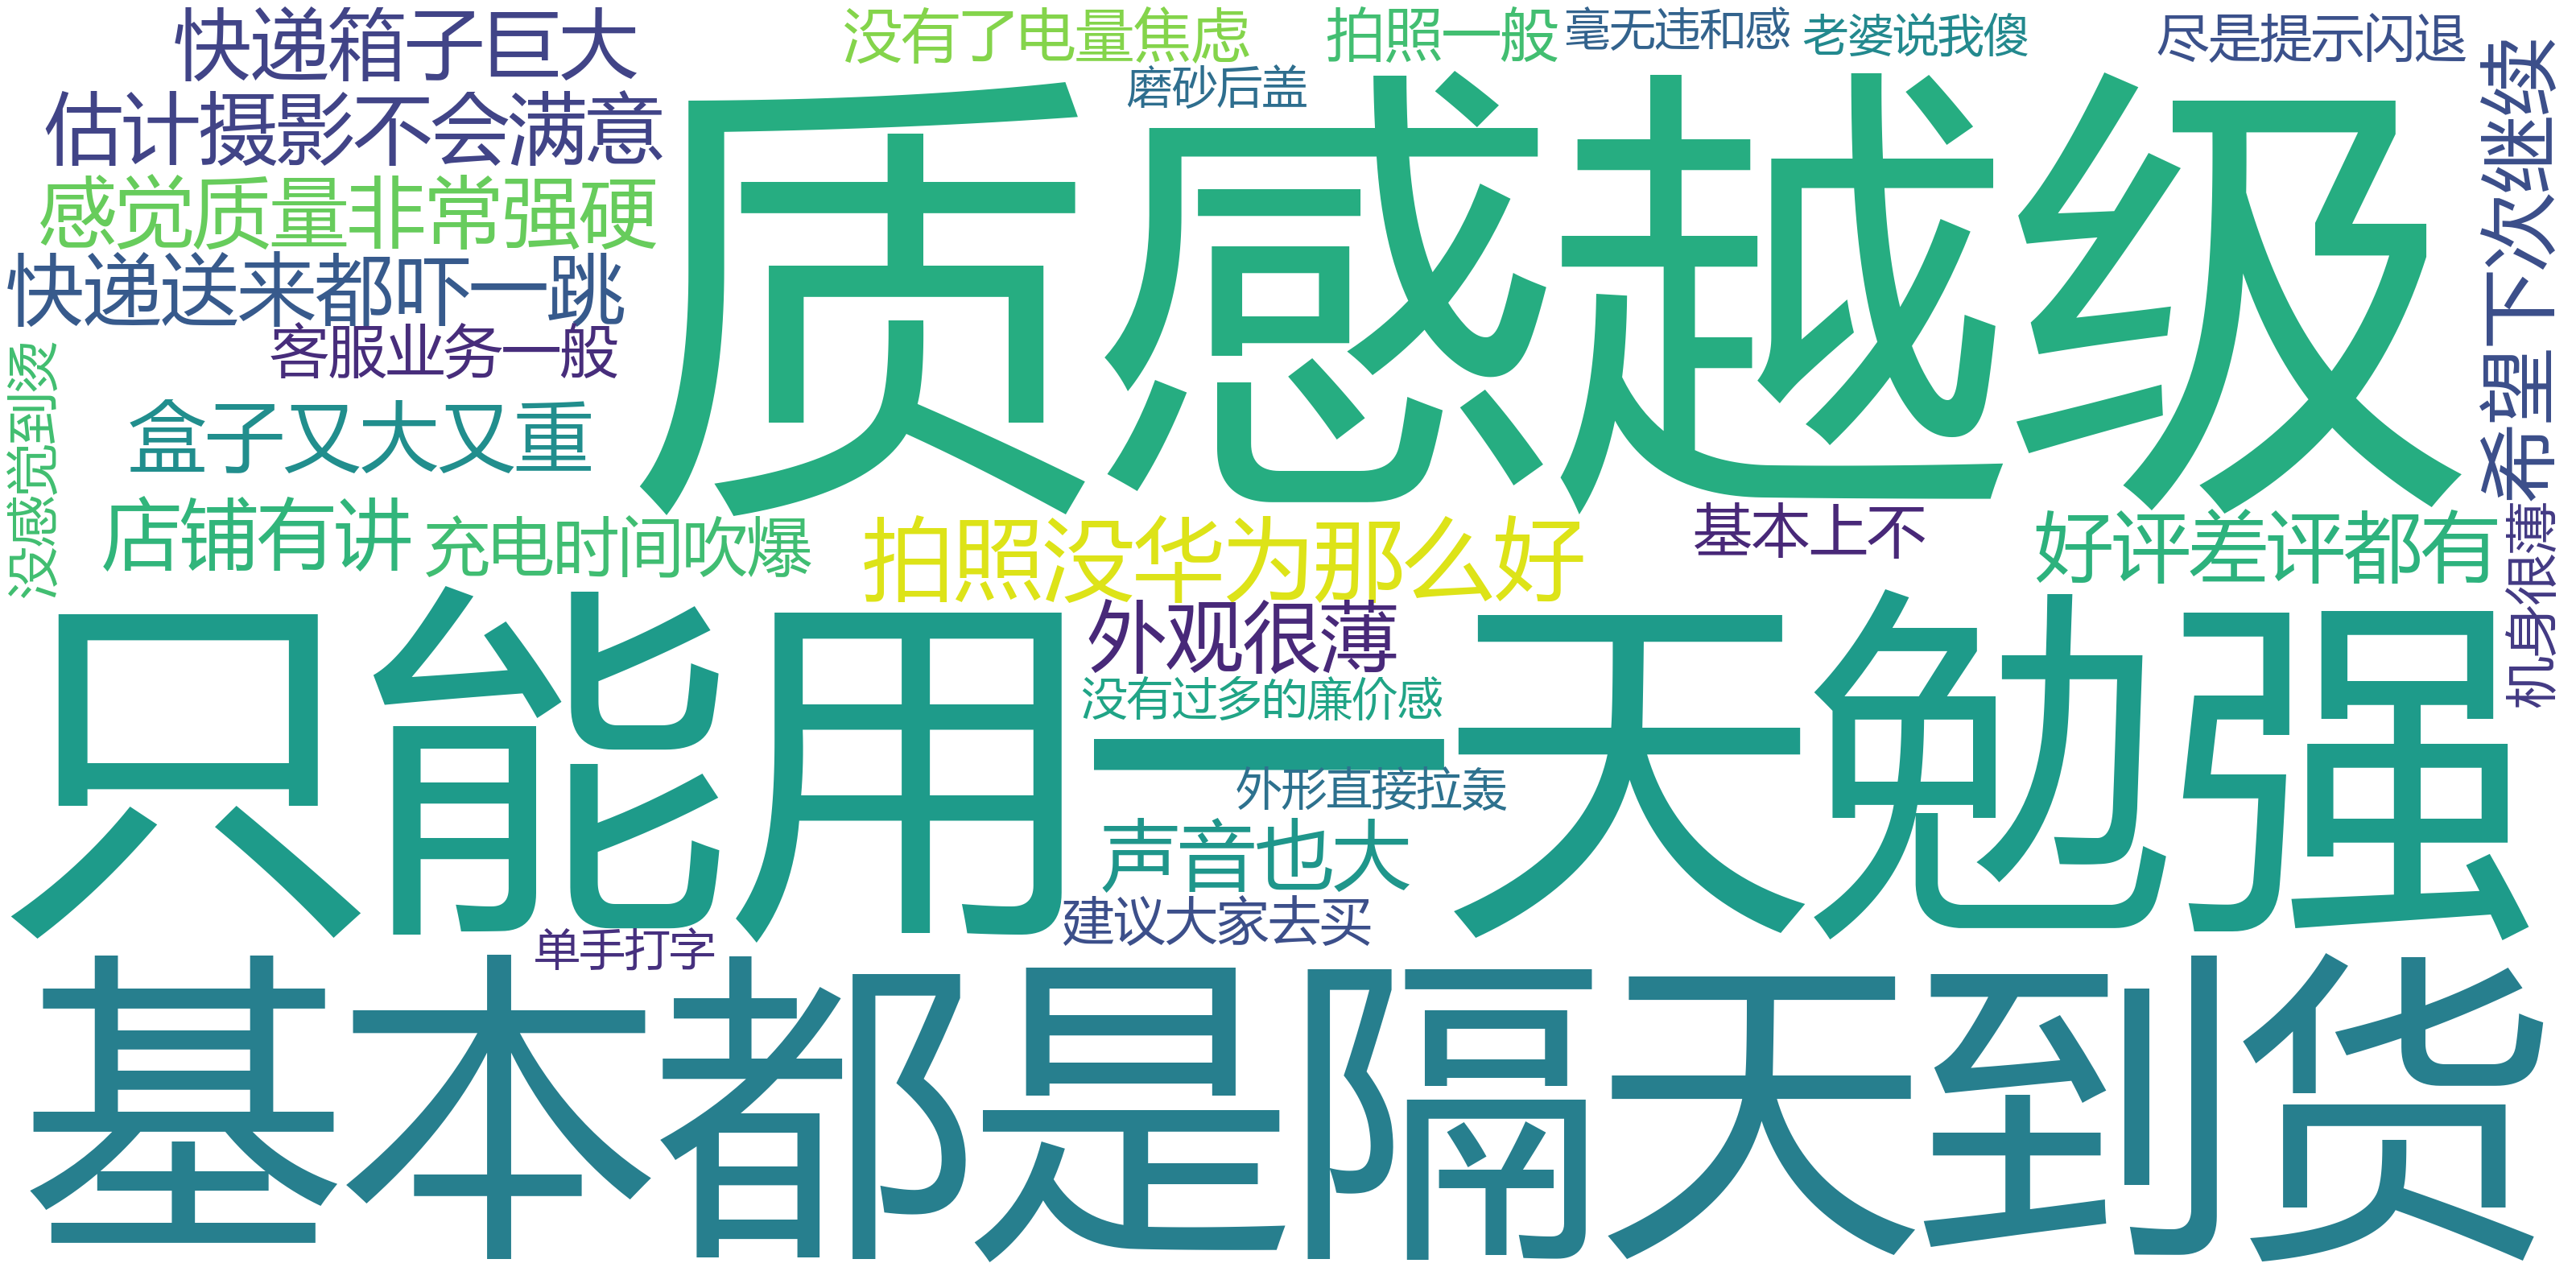 快递箱子巨大
没有了电量焦虑
拍照一般
毫无违和感
老婆说我傻
尽是提示闪退
磨砂后盖
估计摄影不会满意
质感越级
希望下次继续
感觉质量非常强硬
快递送来都吓一跳
客服业务一般
没感觉到烫
盒子又大又重
店铺有讲
充电时间吹爆
拍照没华为那么好
基本上不
好评差评都有
机身很薄
外观很薄
没有过多的廉价感
只能用一天勉强
外形直接拉轰
声音也大
建议大家去买
单手打字
基本都是隔天到货